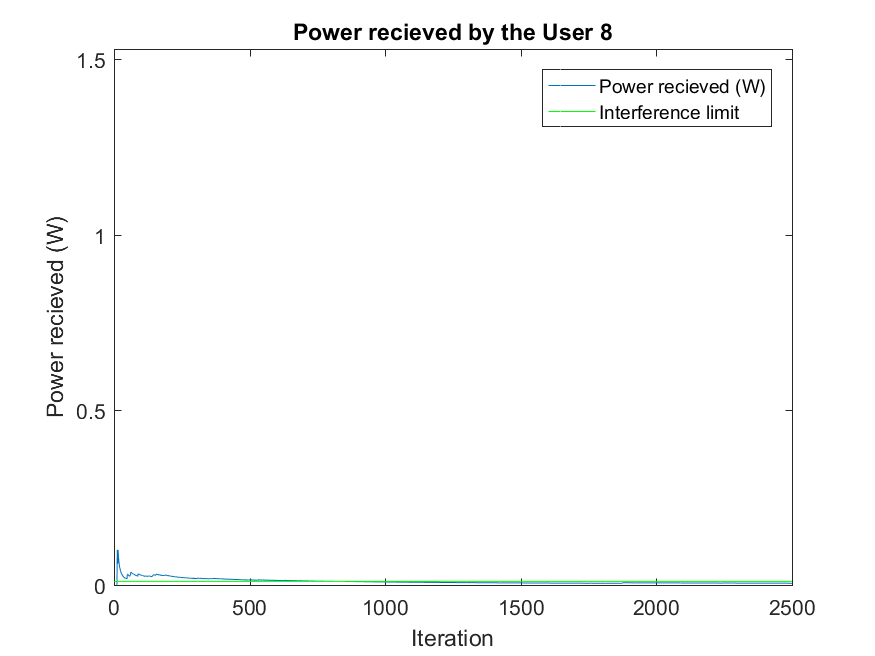 Power recieved by the User 8
Power recieved (W)
Interference limit
1.5
1
0.5
0
Power recieved (W)
0
500
1000
1500
2000
2500
Iteration